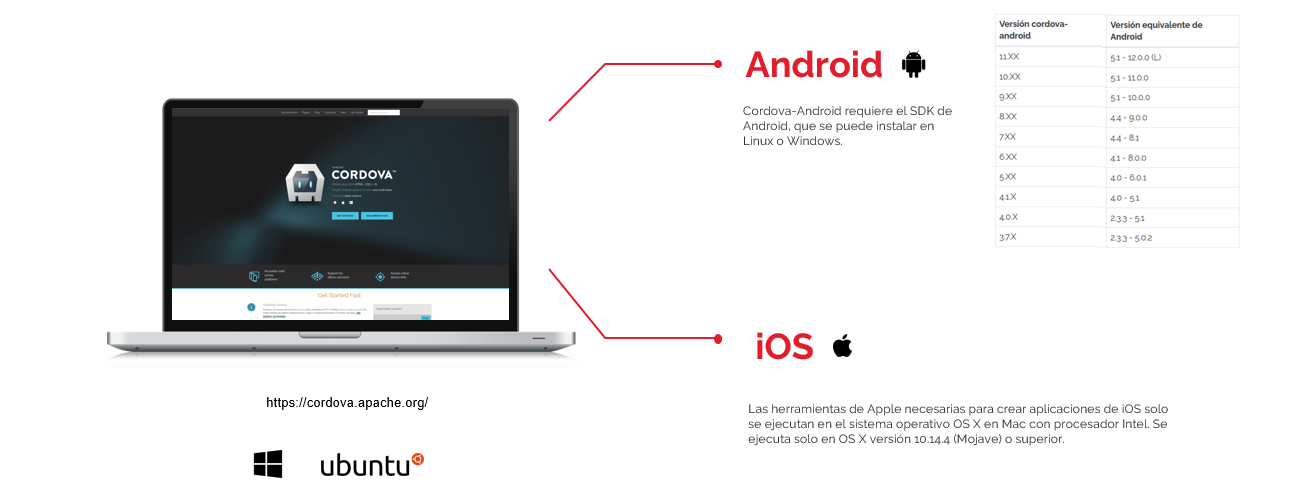 CORDOVA™
GET STARTED
DOCUMENTATION
Get Started Fast
https://cordova.apache.org/
ubuntu
Android
Cordova-Android requiere el SDK de
Android, que se puede instalar en
Linux o Windows.
Versión cordova-
android
Versión equivalente de
Android
11.XX
5.1 - 12.0.0 (L)
10.XX
5.1 - 11.0.0
9.XX
5.1 - 10.0.0
8.XX
4.4 - 9.0.0
7.XX
4.4 - 8.1
6.XX
4.1 - 8.0.0
5.XX
4.0 - 6.0.1
4.1.X
4.0 - 5.1
4.0.X
2.3.3 - 5.1
3.7.X
2.3.3 - 5.0.2
iOS
Las herramientas de Apple necesarias para crear aplicaciones de iOS solo
se ejecutan en el sistema operativo OS X en Mac con procesador Intel. Se
ejecuta solo en OS X versión 10.14.4 (Mojave) o superior.